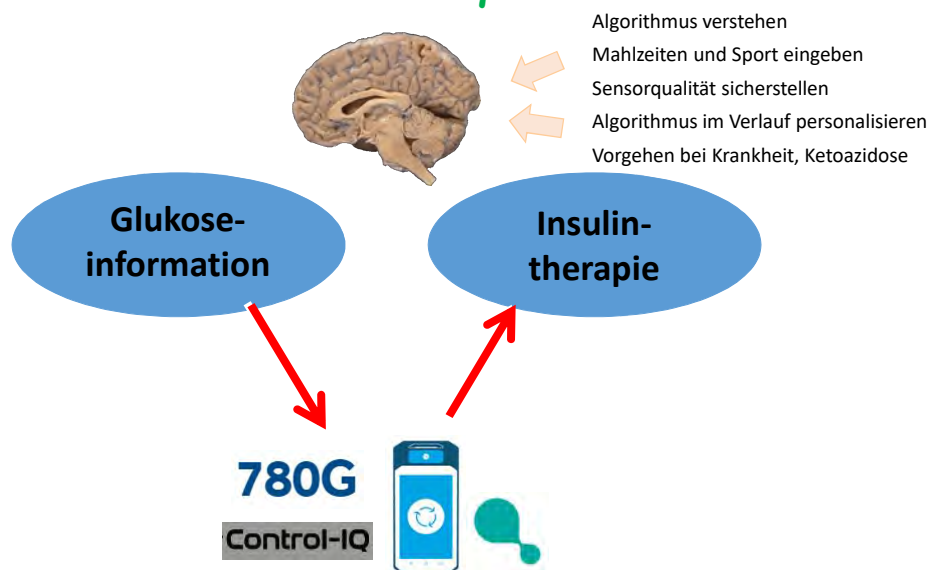 Algorithmus verstehen
Mahlzeiten und Sport eingeben
Sensorqualität sicherstellen
Algorithmus im Verlauf personalisieren
Vorgehen bei Krankheit, Ketoazidose
Glukose-
information
Insulin-
therapie
780G
Control-IQ